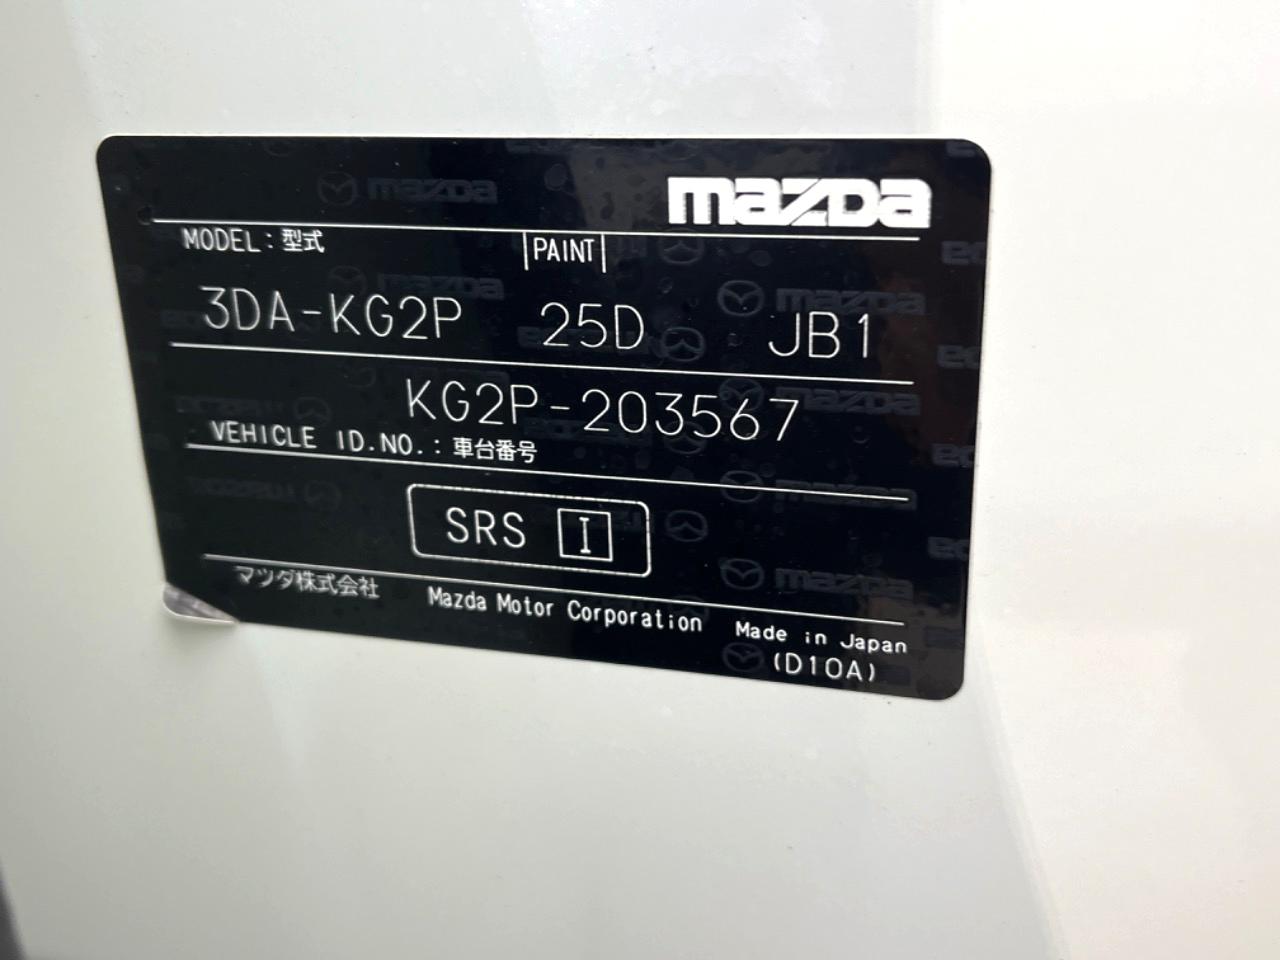 mazDa
MODEL : 型式 PAINT
3DA-KG2P 25D JB1
KG2P-203567
VEHICLE ID.NO. : 車台番号
SRS I
マツダ株式会社 Mazda Motor Corporation Made in Japan
(D10A)